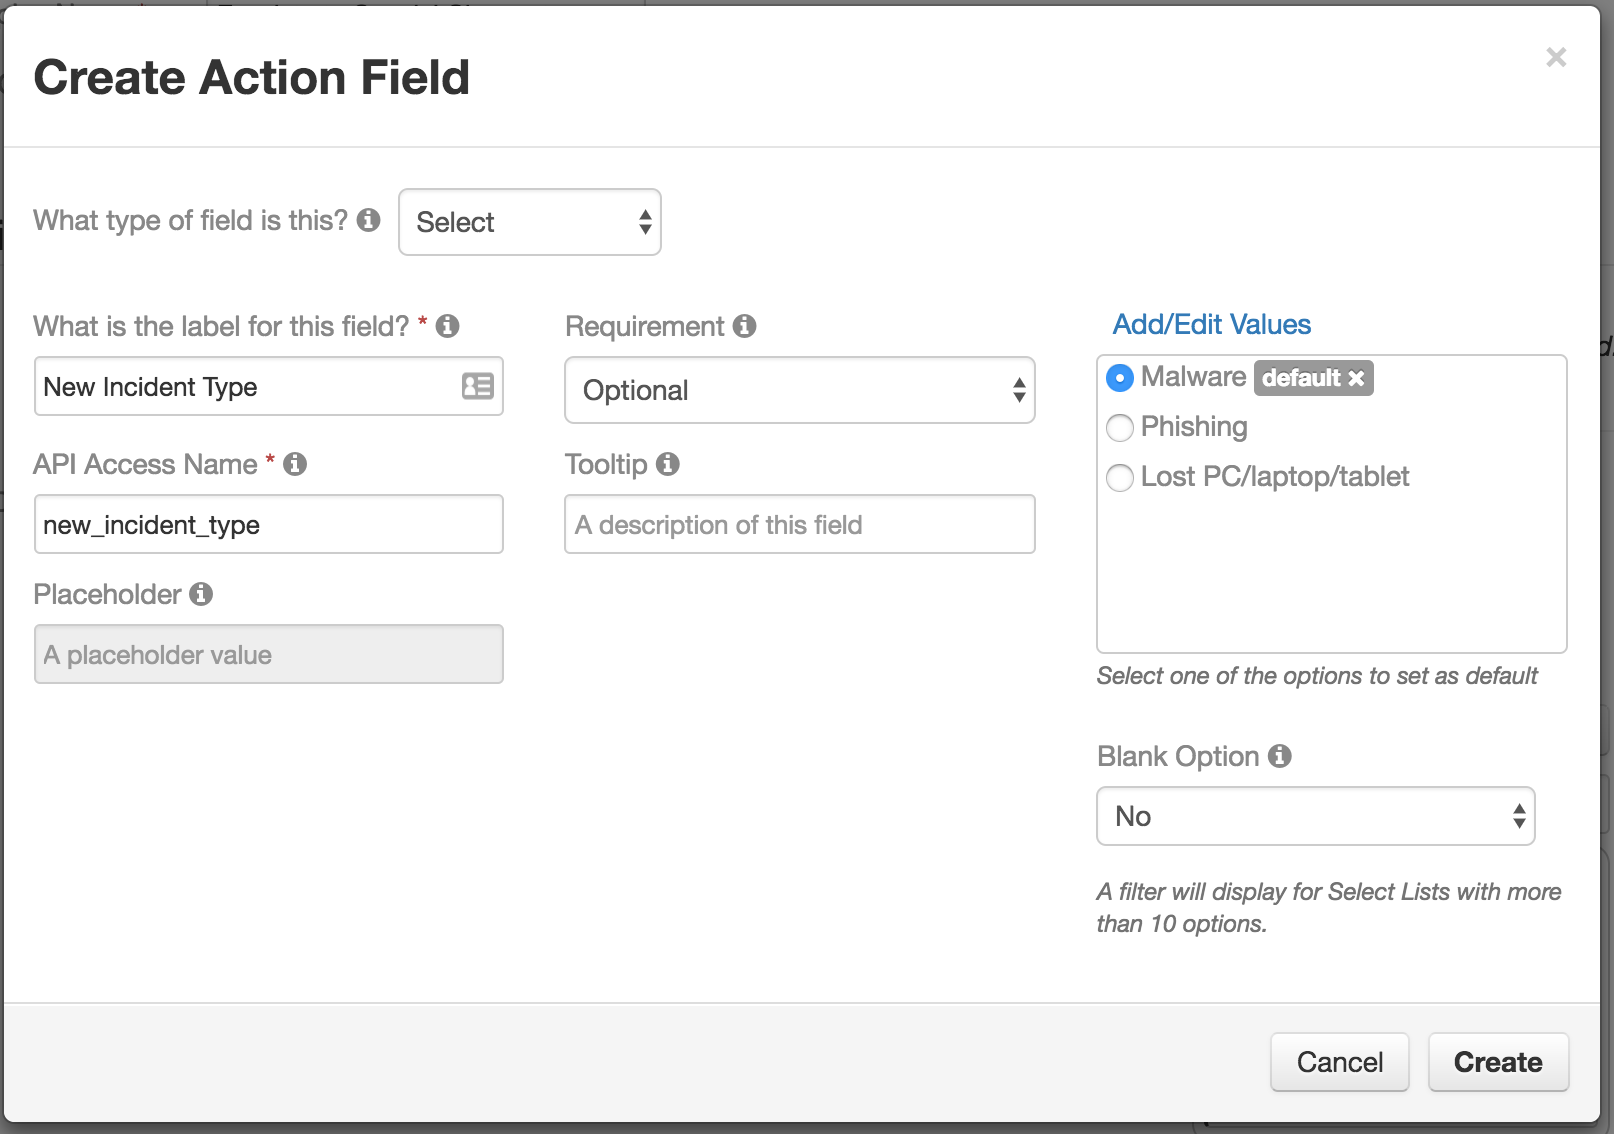 Create Action Field
×
What type of field is this?
Select
What is the label for this field? *
New Incident Type
API Access Name *
new_incident_type
Placeholder
A placeholder value
Requirement
Optional
Tooltip
A description of this field
Add/Edit Values
Malware default ×
Phishing
Lost PC/laptop/tablet
Select one of the options to set as default
Blank Option
No
A filter will display for Select Lists with more
than 10 options.
Cancel
Create